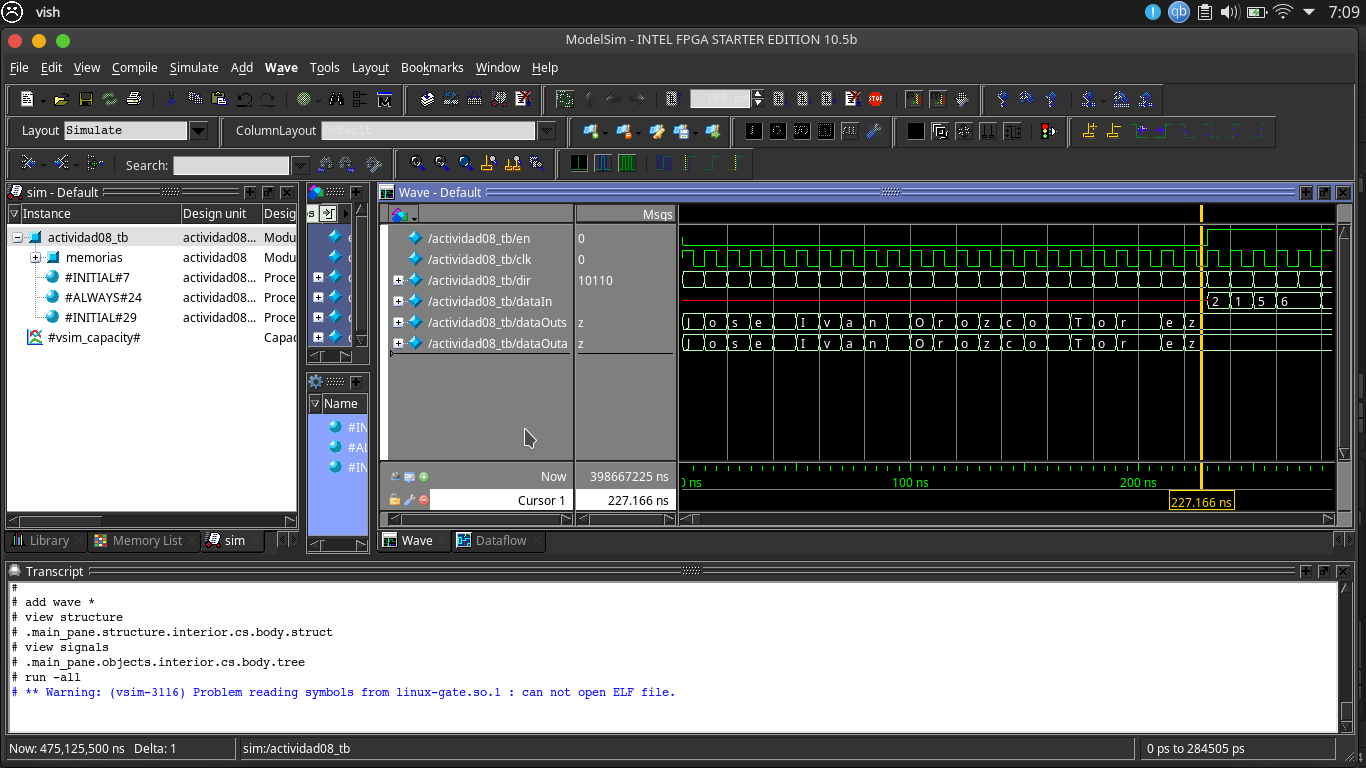 vish
7:09
ModelSim - INTEL FPGA STARTER EDITION 10.5b
File Edit View Compile Simulate Add Wave Tools Layout Bookmarks Window Help
Layout Simulate ColumnLayout Default
Search:
sim - Default
Instance Design unit Desig
actividad08_tb actividad08... Modu
memorias actividad08 Modu
#INITIAL#7 actividad08... Proce
#ALWAYS#24 actividad08... Proce
#INITIAL#29 actividad08... Proce
#vsim_capacity# Capac
Library Memory List sim
Name
#IN
#AL
#IN
Wave - Default
Msgs
/actividad08_tb/en 0
/actividad08_tb/clk 0
/actividad08_tb/dir 10110
/actividad08_tb/dataIn 2 1 5 6
/actividad08_tb/dataOuts z J o s e I v a n O r o z c o T o r e z
/actividad08_tb/dataOuta z J o s e I v a n O r o z c o T o r e z
Now 398667225 ns
ns 100 ns 200 ns
Cursor 1 227.166 ns 227.166 ns
Wave Dataflow
Transcript
#
# add wave *
# view structure
# .main_pane.structure.interior.cs.body.struct
# view signals
# .main_pane.objects.interior.cs.body.tree
# run -all
# ** Warning: (vsim-3116) Problem reading symbols from linux-gate.so.1 : can not open ELF file.
Now: 475,125,500 ns Delta: 1 sim:/actividad08_tb 0 ps to 284505 ps